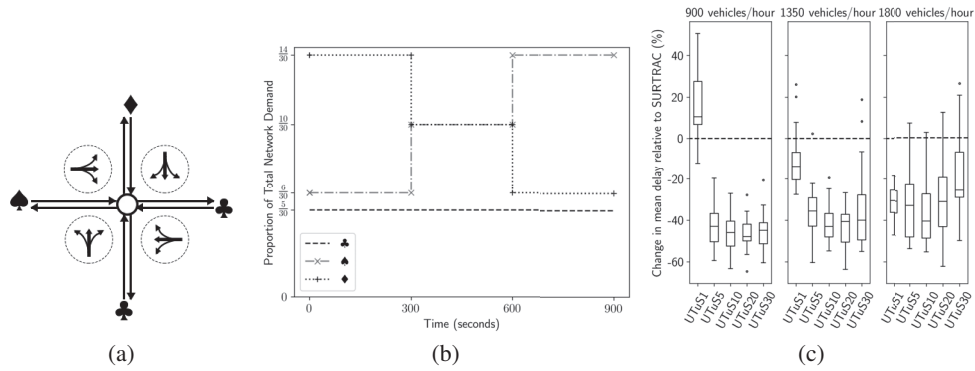 ♦
♠
♣
♣
(a)
Proportion of Total Network Demand
14/30
10/30
6/30
5/30
0
♣
♠
♦
0 300 600 900
Time (seconds)
(b)
900 vehicles/hour 1350 vehicles/hour 1800 vehicles/hour
Change in mean delay relative to SURTRAC (%)
40
20
0
-20
-40
-60
UTuS1 UTuS5 UTuS10 UTuS20 UTuS30
UTuS1 UTuS5 UTuS10 UTuS20 UTuS30
UTuS1 UTuS5 UTuS10 UTuS20 UTuS30
(c)